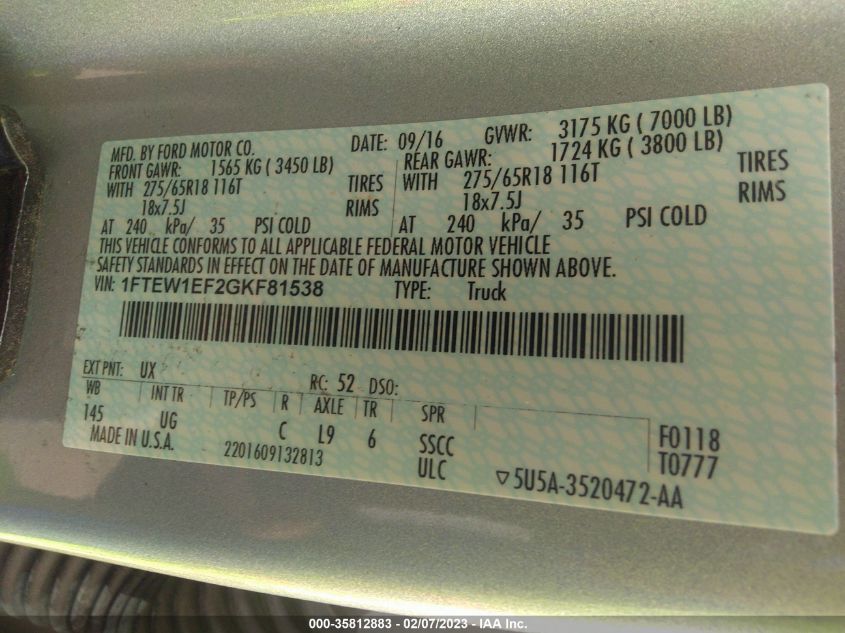 MFD. BY FORD MOTOR CO. DATE: 09/16 GVWR: 3175 KG ( 7000 LB)
FRONT GAWR: 1565 KG ( 3450 LB) REAR GAWR: 1724 KG ( 3800 LB)
WITH 275/65R18 116T TIRES WITH 275/65R18 116T TIRES
18x7.5J RIMS 18x7.5J RIMS
AT 240 kPa/ 35 PSI COLD AT 240 kPa/ 35 PSI COLD
THIS VEHICLE CONFORMS TO ALL APPLICABLE FEDERAL MOTOR VEHICLE
SAFETY STANDARDS IN EFFECT ON THE DATE OF MANUFACTURE SHOWN ABOVE.
VIN: 1FTEW1EF2GKF81538 TYPE: Truck
EXT PNT: UX RC: 52 DSO:
WB INT TR TP/PS R AXLE TR SPR
145 UG C L9 6 SSCC F0118
MADE IN U.S.A. 2201609132813 ULC T0777
▽5U5A-3520472-AA
000-35812883 - 02/07/2023 - IAA Inc.